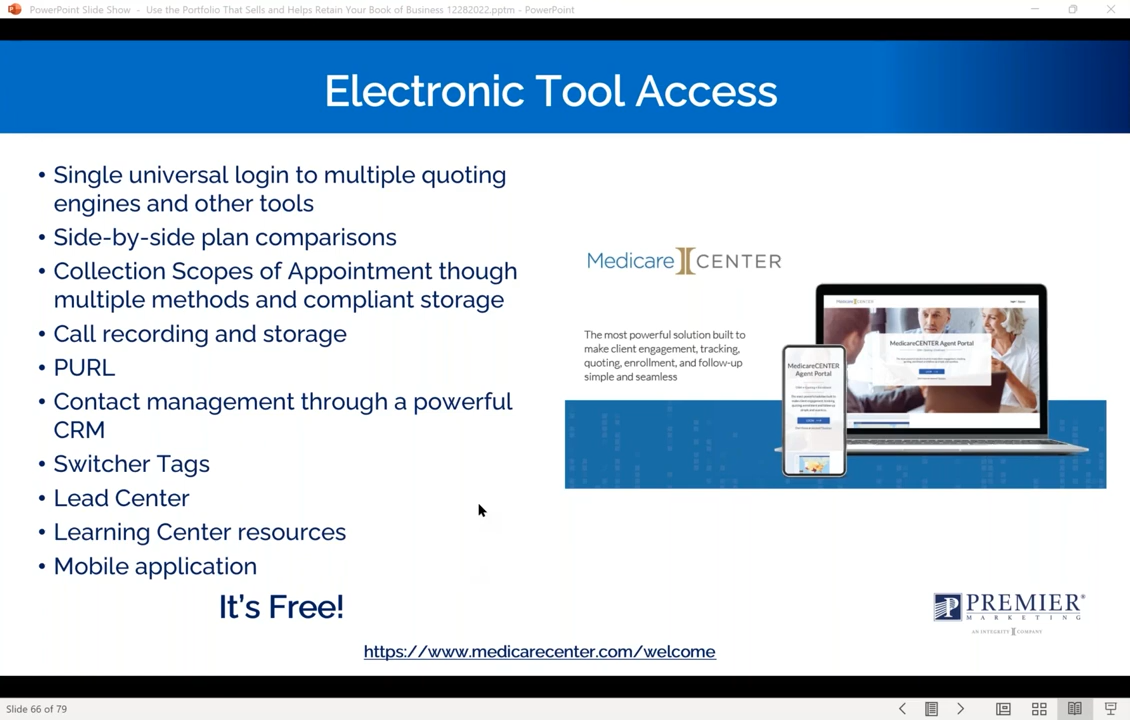 PowerPoint Slide Show - Use the Portfolio That Sells and Helps Retain Your Book of Business 12282022.pptm - PowerPoint
Electronic Tool Access
• Single universal login to multiple quoting
engines and other tools
• Side-by-side plan comparisons
• Collection Scopes of Appointment though
multiple methods and compliant storage
• Call recording and storage
• PURL
• Contact management through a powerful
CRM
• Switcher Tags
• Lead Center
• Learning Center resources
• Mobile application
It's Free!
https://www.medicarecenter.com/welcome
Medicare CENTER
The most powerful solution built to
make client engagement, tracking,
quoting, enrollment, and follow-up
simple and seamless
MedicareCENTER Agent Portal
MedicareCENTER
Agent Portal
PREMIER®
MARKETING
AN INTEGRITY COMPANY
Slide 66 of 79